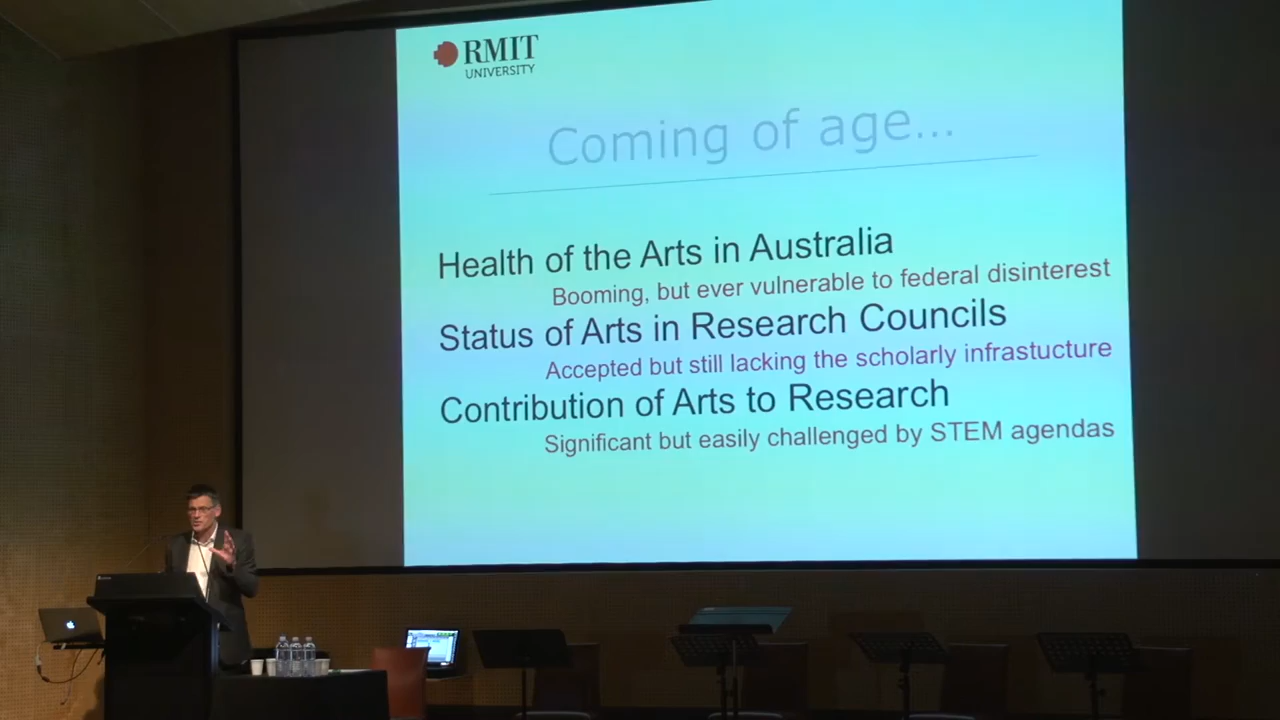 RMIT
UNIVERSITY
Coming of age...
Health of the Arts in Australia
Booming, but ever vulnerable to federal disinterest
Status of Arts in Research Councils
Accepted but still lacking the scholarly infrastucture
Contribution of Arts to Research
Significant but easily challenged by STEM agendas